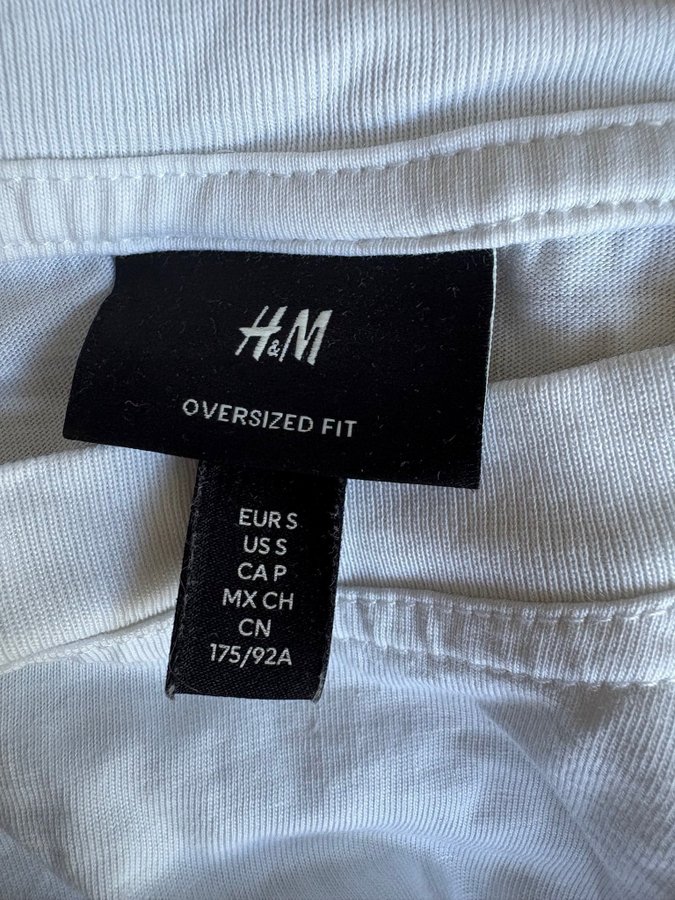 H&M
OVERSIZED FIT
EUR S
US S
CA P
MX CH
CN
175/92A